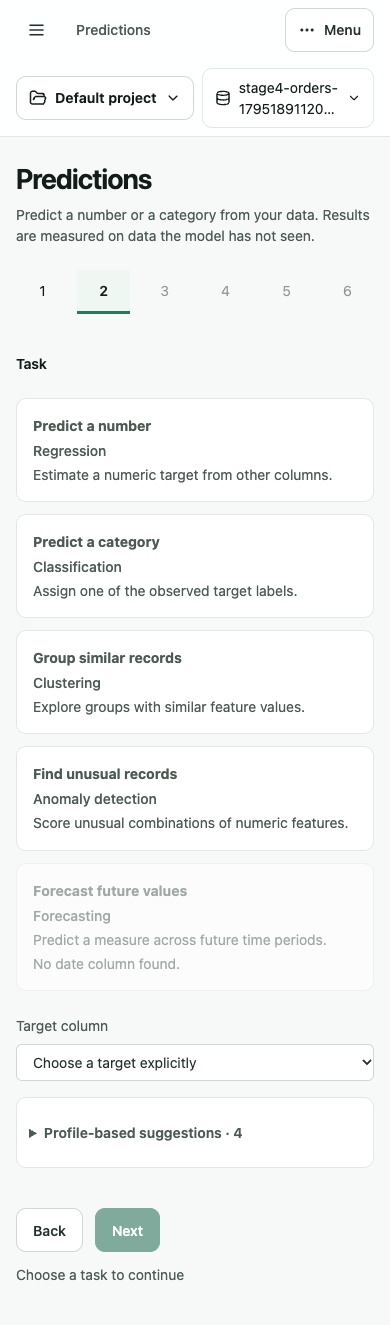 Predictions
Menu
Default project
stage4-orders-
17951891120...
Predictions
Predict a number or a category from your data. Results
are measured on data the model has not seen.
1 2 3 4 5 6
Task
Predict a number
Regression
Estimate a numeric target from other columns.
Predict a category
Classification
Assign one of the observed target labels.
Group similar records
Clustering
Explore groups with similar feature values.
Find unusual records
Anomaly detection
Score unusual combinations of numeric features.
Forecast future values
Forecasting
Predict a measure across future time periods.
No date column found.
Target column
Choose a target explicitly
Profile-based suggestions · 4
Back Next
Choose a task to continue